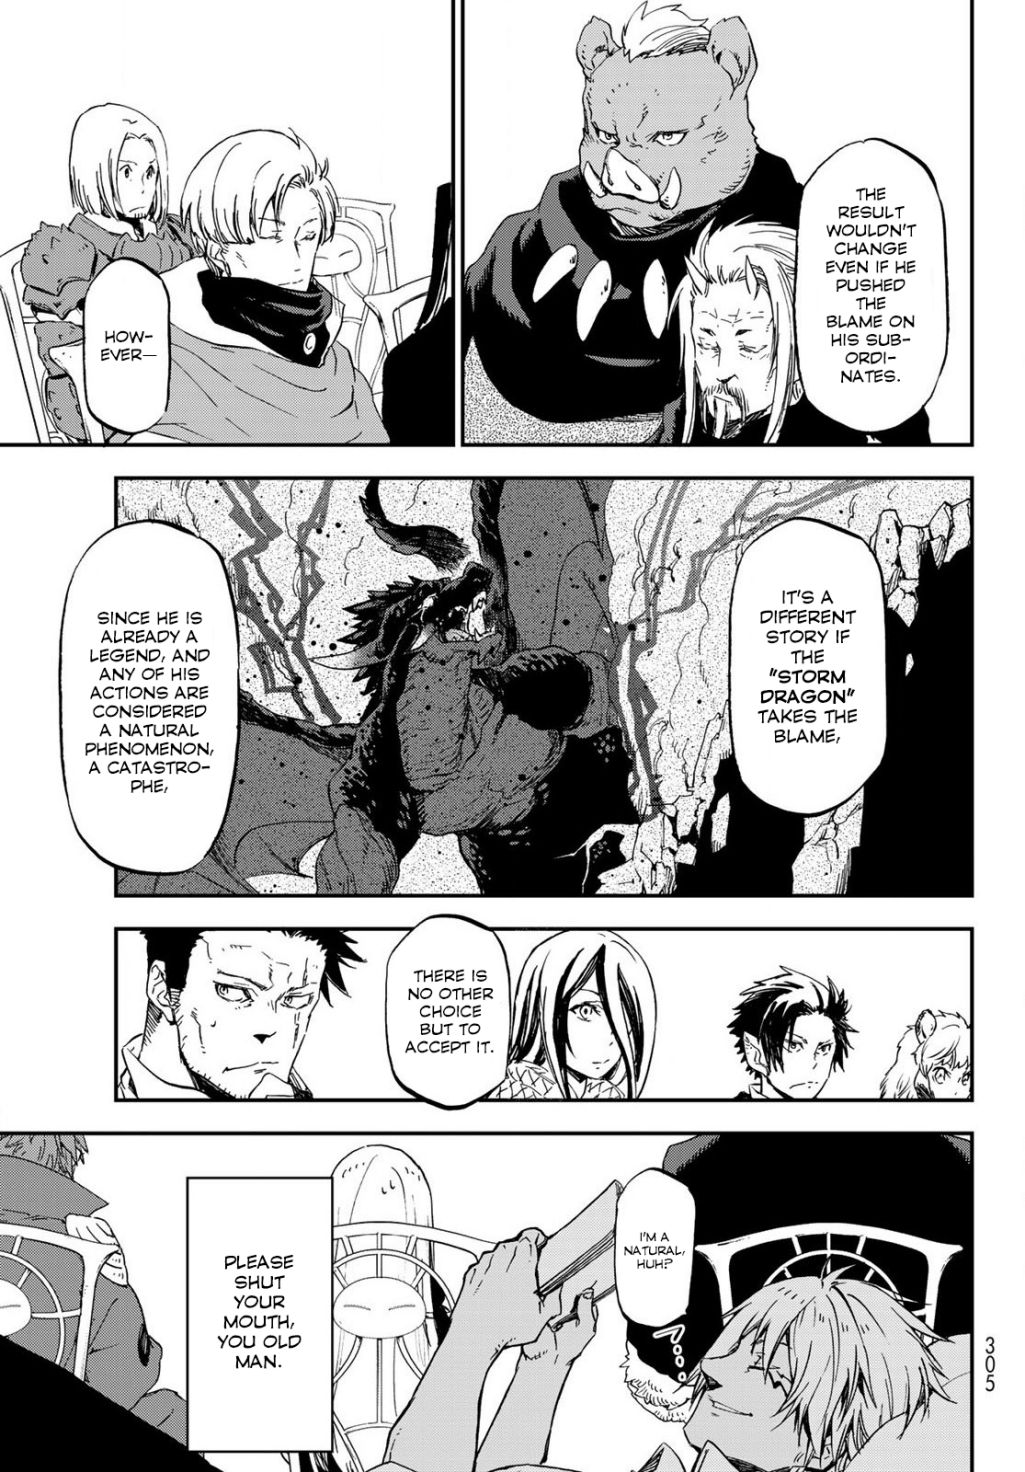 THE
RESULT
WOULDN'T
CHANGE
EVEN IF HE
PUSHED
THE
BLAME ON
HIS SUB-
ORDI-
NATES.
HOW-
EVER—
IT'S A
DIFFERENT
STORY IF
THE
"STORM
DRAGON"
TAKES THE
BLAME,
SINCE HE IS
ALREADY A
LEGEND, AND
ANY OF HIS
ACTIONS ARE
CONSIDERED
A NATURAL
PHENOMENON,
A CATASTRO-
PHE,
THERE IS
NO OTHER
CHOICE
BUT TO
ACCEPT IT.
I'M A
NATURAL,
HUH?
フ...
PLEASE
SHUT
YOUR
MOUTH,
YOU OLD
MAN.
305